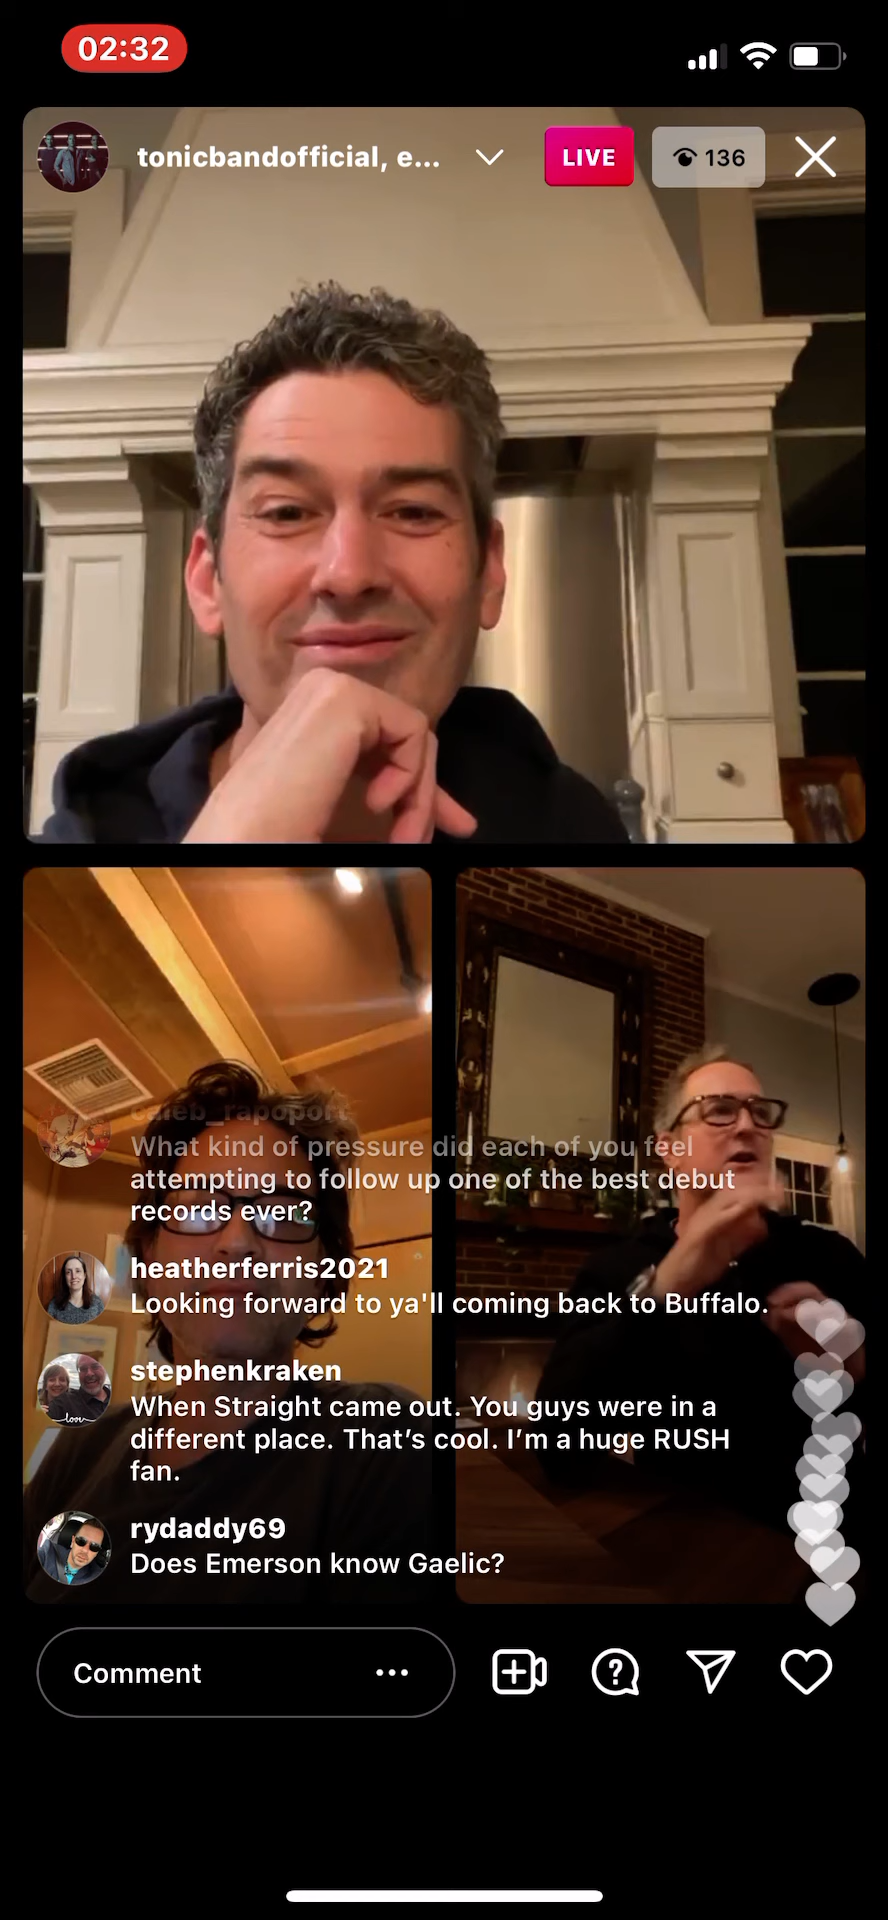 02:32
tonicbandofficial, e...
LIVE
136
caleb_rapoport
What kind of pressure did each of you feel
attempting to follow up one of the best debut
records ever?
heatherferris2021
Looking forward to ya'll coming back to Buffalo.
stephenkraken
When Straight came out. You guys were in a
different place. That’s cool. I’m a huge RUSH
fan.
rydaddy69
Does Emerson know Gaelic?
Comment